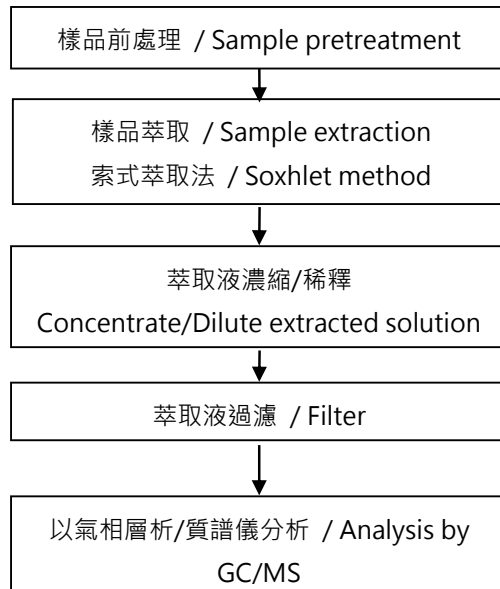 樣品前處理 / Sample pretreatment
樣品萃取 / Sample extraction
索式萃取法 / Soxhlet method
萃取液濃縮/稀釋
Concentrate/Dilute extracted solution
萃取液過濾 / Filter
以氣相層析/質譜儀分析 / Analysis by
GC/MS